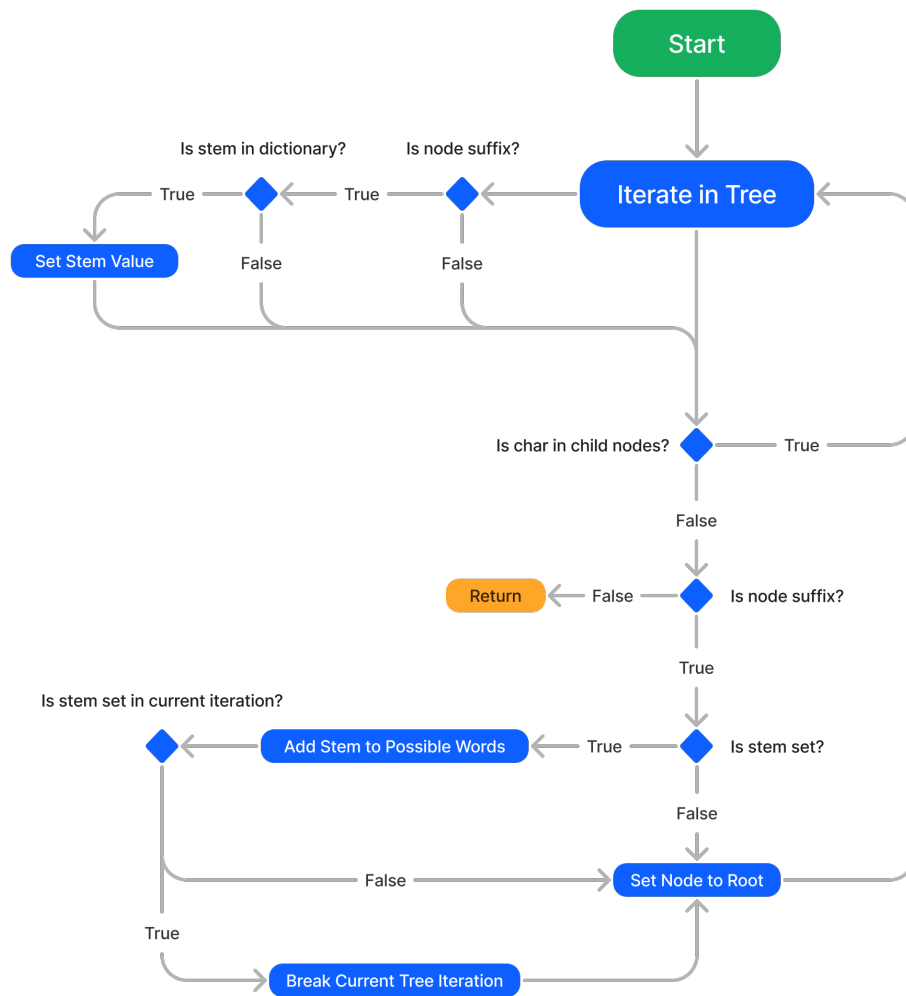 Start
Is stem in dictionary?
Is node suffix?
Iterate in Tree
True
True
Set Stem Value
False
False
Is char in child nodes?
True
False
Return
False
Is node suffix?
True
Is stem set in current iteration?
Add Stem to Possible Words
True
Is stem set?
False
False
Set Node to Root
True
Break Current Tree Iteration